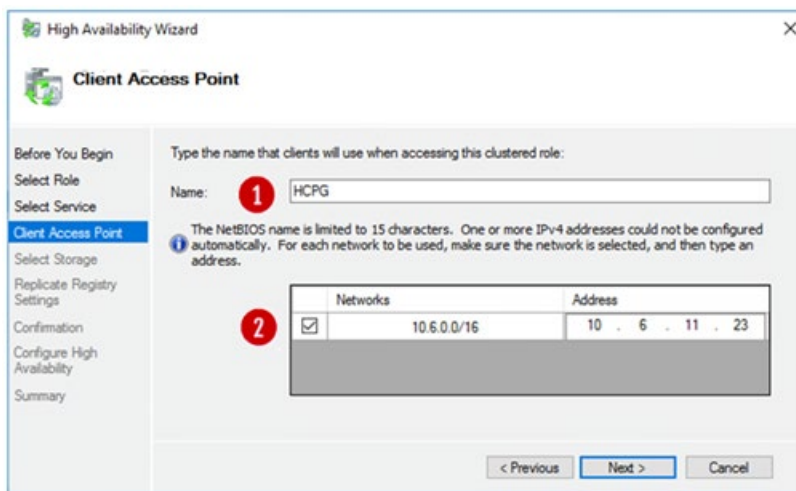 High Availability Wizard
Client Access Point
Before You Begin
Select Role
Select Service
Client Access Point
Select Storage
Replicate Registry
Settings
Confirmation
Configure High
Availability
Summary
Type the name that clients will use when accessing this clustered role:
Name:
1
HCPG
The NetBIOS name is limited to 15 characters. One or more IPv4 addresses could not be configured
automatically. For each network to be used, make sure the network is selected, and then type an
address.
2
Networks Address
10.6.0.0/16 10 . 6 . 11 . 23
< Previous Next > Cancel